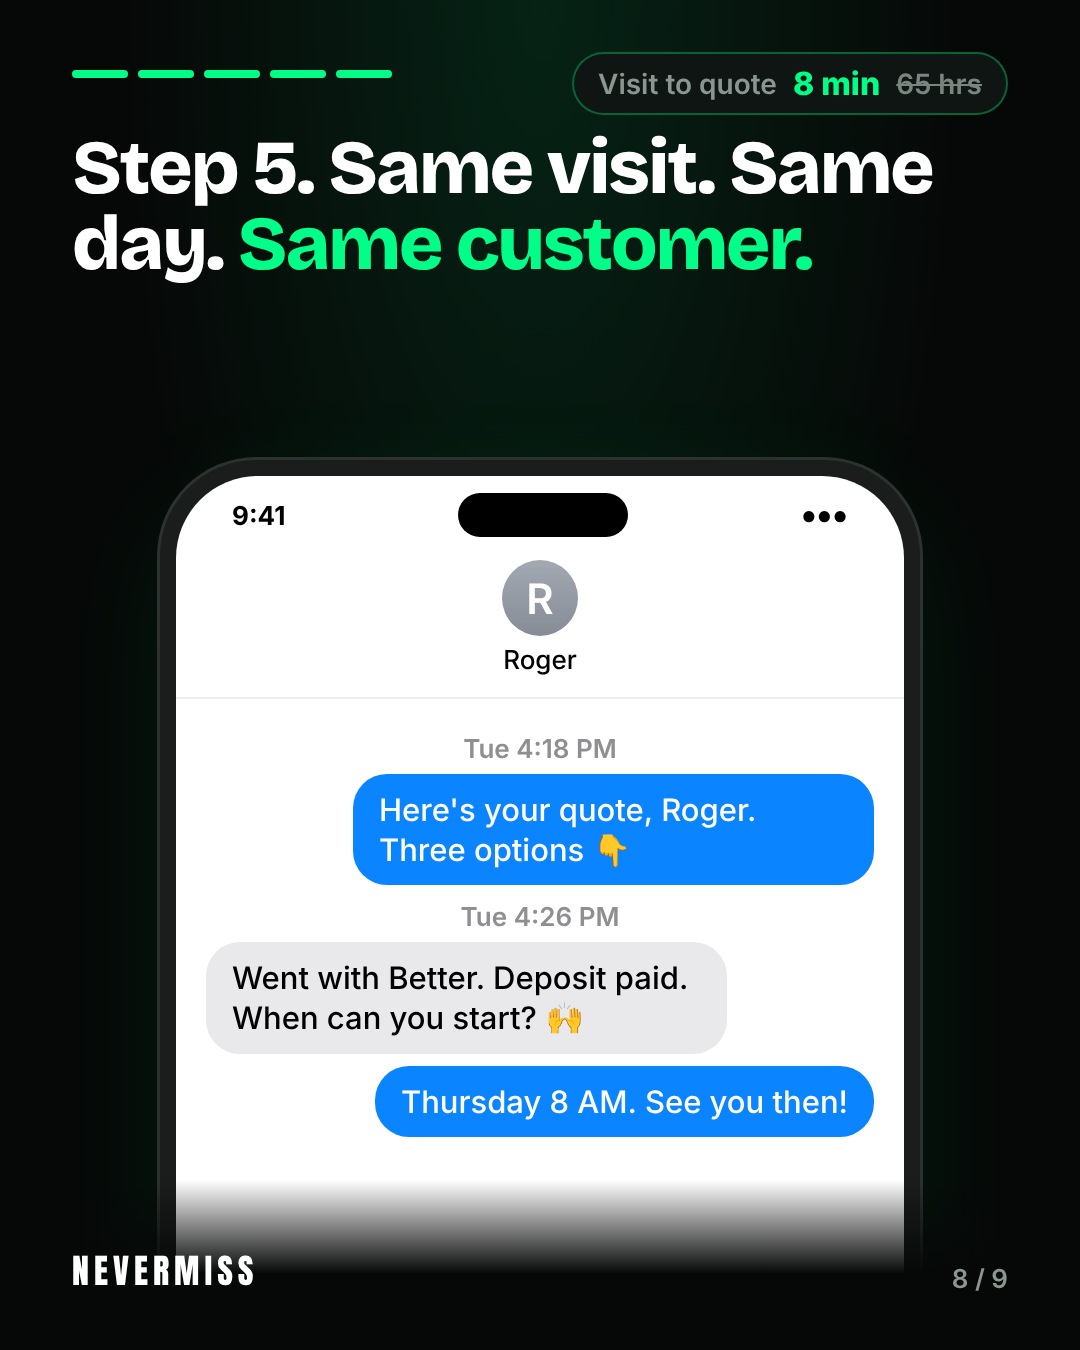 Visit to quote 8 min 65 hrs
Step 5. Same visit. Same
day. Same customer.
9:41
R
Roger
Tue 4:18 PM
Here's your quote, Roger.
Three options 👇
Tue 4:26 PM
Went with Better. Deposit paid.
When can you start? 🙌
Thursday 8 AM. See you then!
NEVERMISS
8 / 9